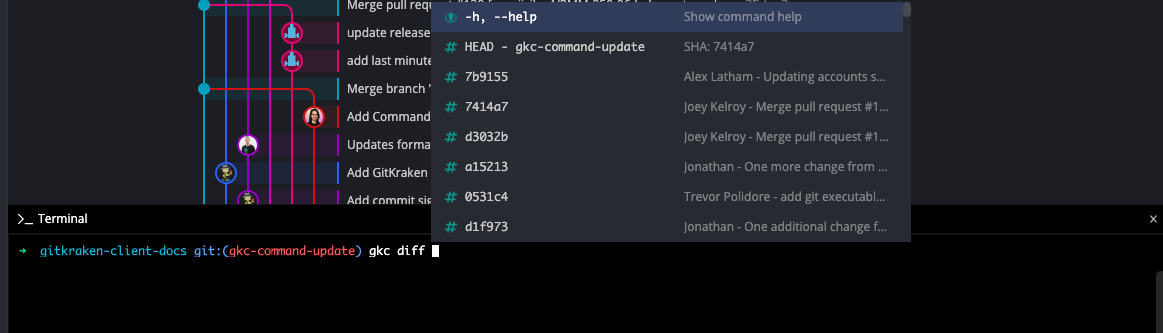 Merge pull requ
-h, --help Show command help
update release
HEAD - gkc-command-update SHA: 7414a7
add last minute
# 7b9155 Alex Latham - Updating accounts s...
Merge branch '
# 7414a7 Joey Kelroy - Merge pull request #1...
Add Command
# d3032b Joey Kelroy - Merge pull request #1...
Updates forma
# a15213 Jonathan - One more change from ...
Add GitKraken
# 0531c4 Trevor Polidore - add git executabl...
Add commit sig
# d1f973 Jonathan - One additional change f...
>_ Terminal ×
→ gitkraken-client-docs git:(gkc-command-update) gkc diff